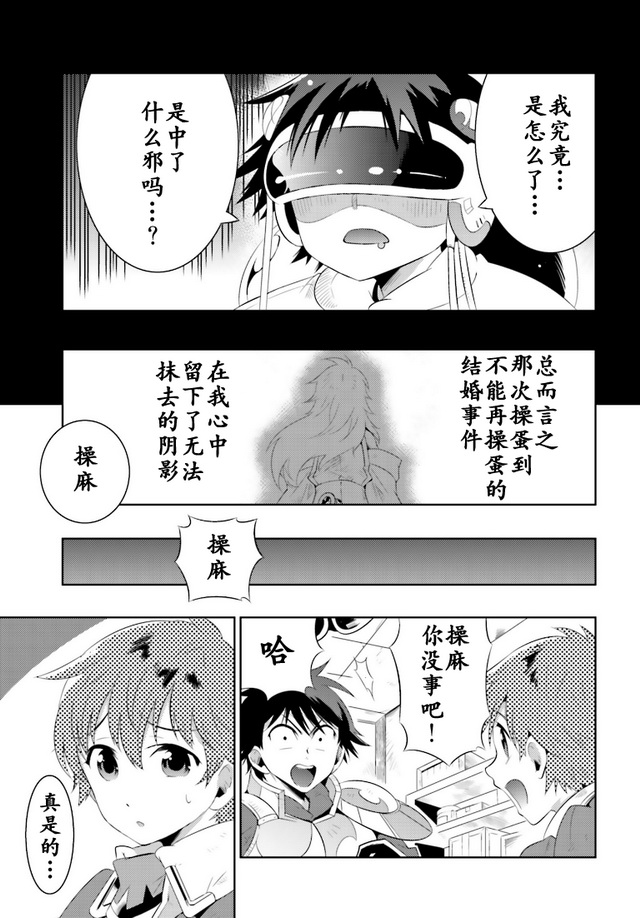 我究竟…
是怎么了…
是中了
什么邪吗…？
总而言之
那次操蛋到
不能再操蛋的
结婚事件
在我心中
留下了无法
抹去的阴影
操麻
操麻
操麻
你没事吧！
哈
真是的…